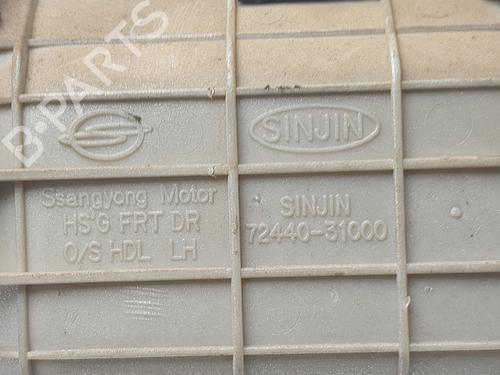 B-PARTS
SINJIN
Ssangyong Motor
HS'G FRT DR
O/S HDL LH
SINJIN
72440-31000